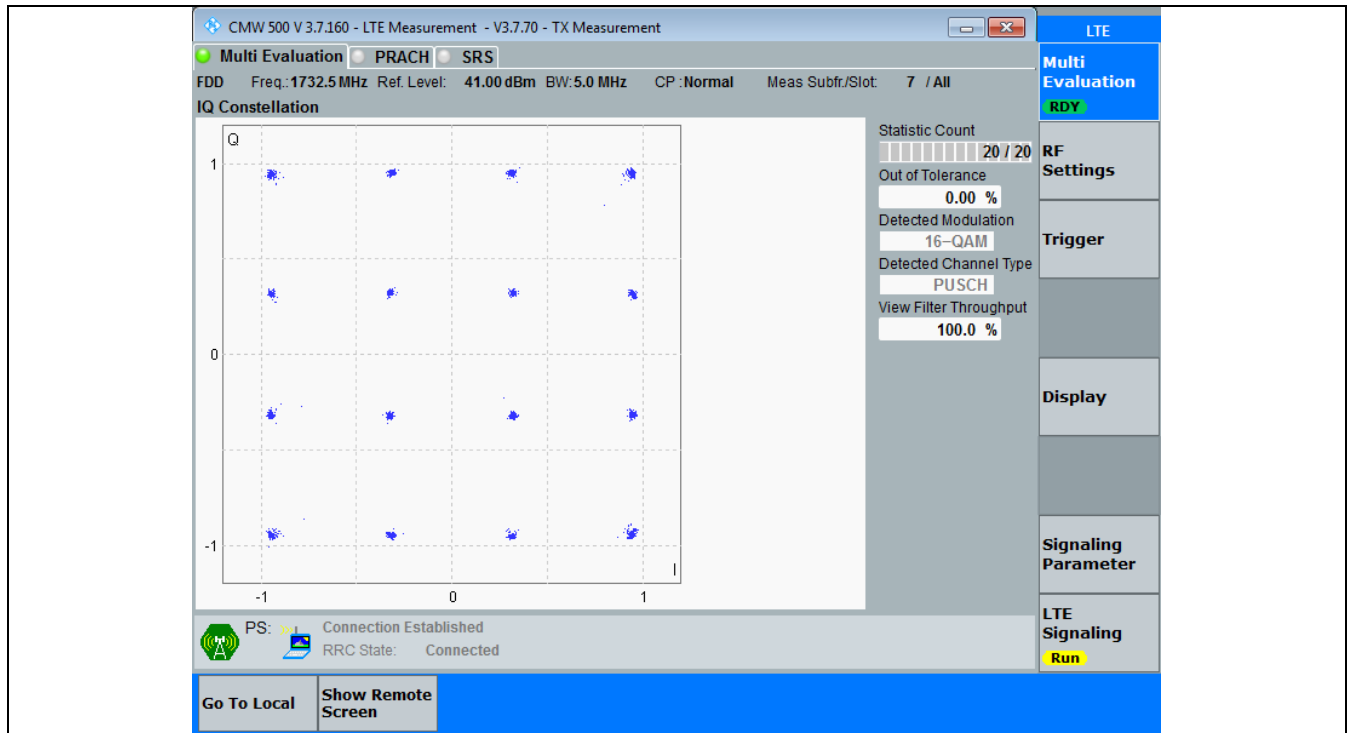 CMW 500 V 3.7.160 - LTE Measurement - V3.7.70 - TX Measurement
LTE
Multi Evaluation PRACH SRS
FDD Freq.: 1732.5 MHz Ref. Level: 41.00 dBm BW: 5.0 MHz CP : Normal Meas Subfr./Slot: 7 / All
IQ Constellation
Q
1
0
-1
I
-1 0 1
Statistic Count
20 / 20
Out of Tolerance
0.00 %
Detected Modulation
16-QAM
Detected Channel Type
PUSCH
View Filter Throughput
100.0 %
Multi
Evaluation
RDY
RF
Settings
Trigger
Display
Signaling
Parameter
LTE
Signaling
Run
PS: Connection Established
RRC State: Connected
Go To Local
Show Remote
Screen